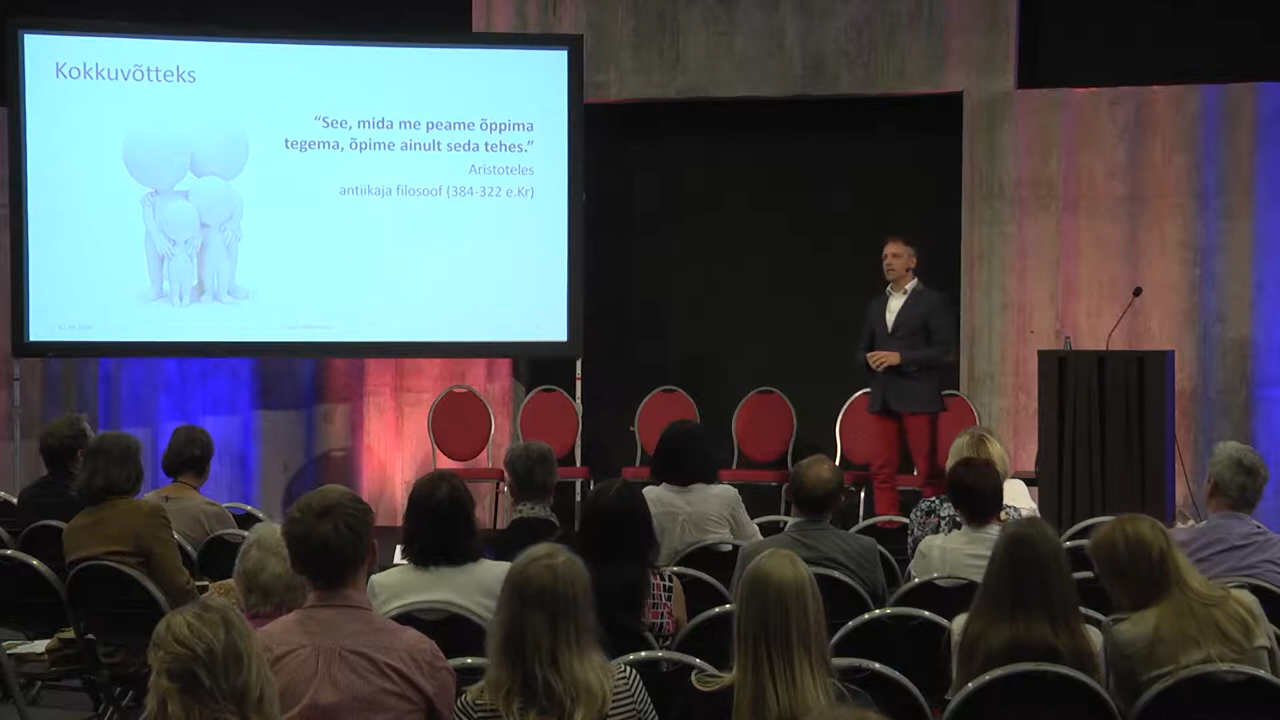 Kokkuvõtteks
“See, mida me peame õppima
tegema, õpime ainult seda tehes.”
Aristoteles
antiikaja filosoof (384-322 e.Kr)